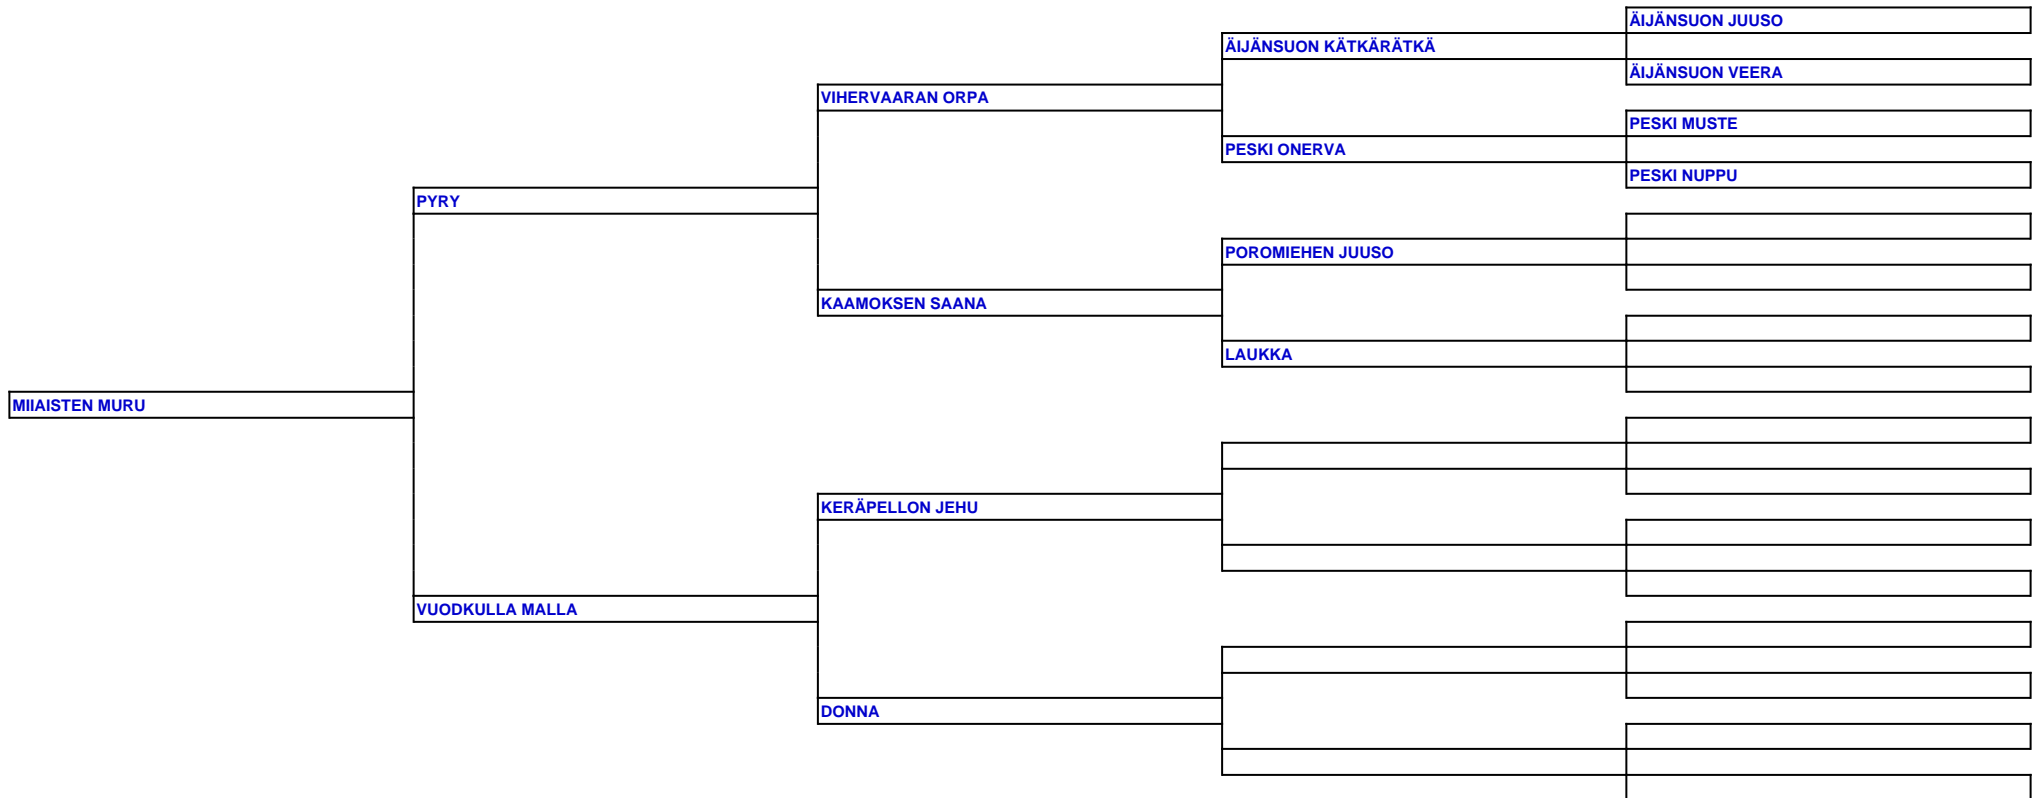 ÄIJÄNSUON JUUSO
ÄIJÄNSUON KÄTKÄRÄTKÄ
ÄIJÄNSUON VEERA
VIHERVAARAN ORPA
PESKI MUSTE
PESKI ONERVA
PESKI NUPPU
PYRY
POROMIEHEN JUUSO
KAAMOKSEN SAANA
LAUKKA
MIIAISTEN MURU
KERÄPELLON JEHU
VUODKULLA MALLA
DONNA